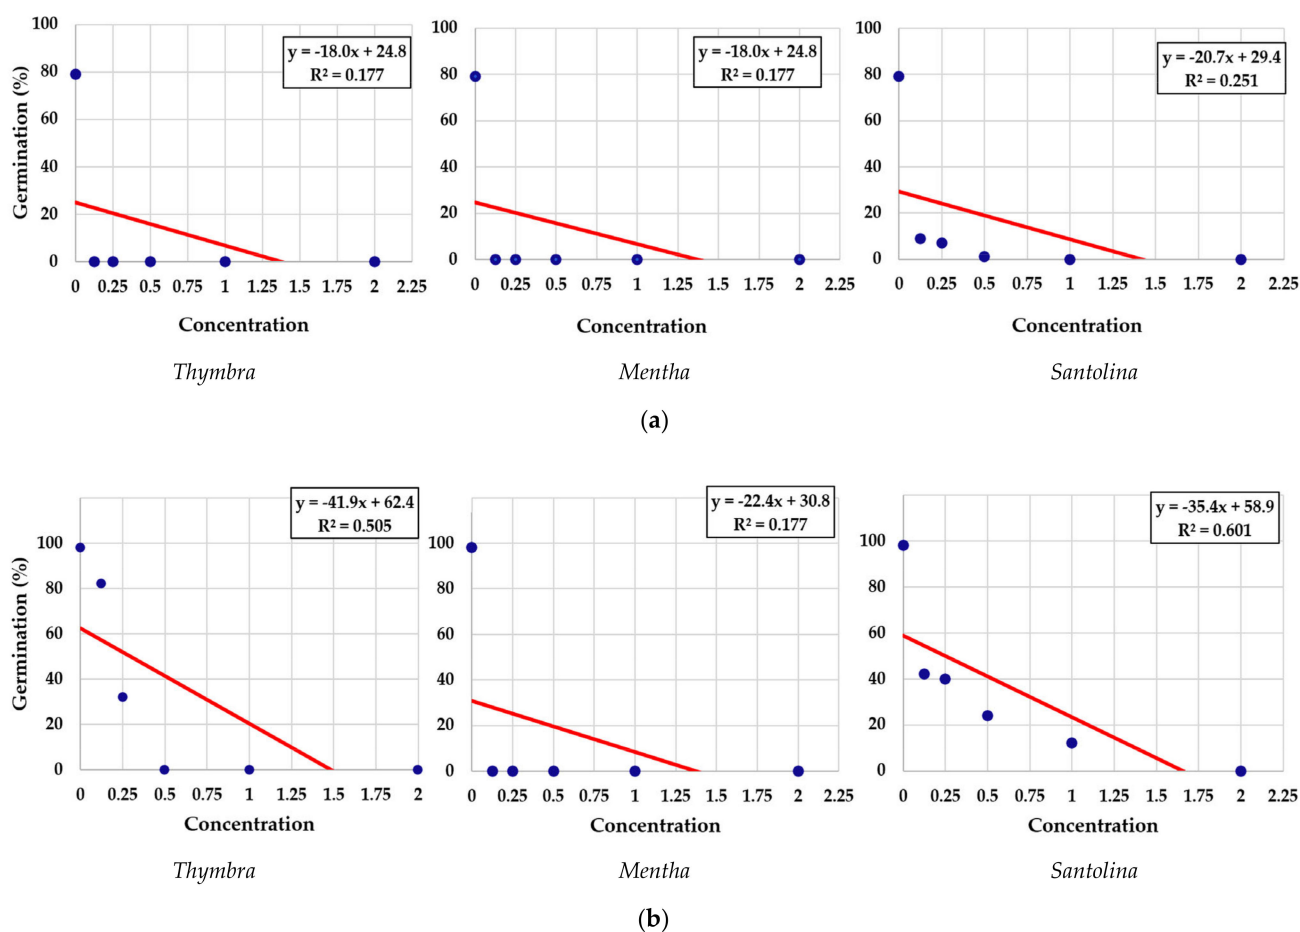 y = -18.0x + 24.8
R² = 0.177
Germination (%)
100
80
60
40
20
0
0 0.25 0.5 0.75 1 1.25 1.5 1.75 2 2.25
Concentration
Thymbra
y = -18.0x + 24.8
R² = 0.177
100
80
60
40
20
0
0 0.25 0.5 0.75 1 1.25 1.5 1.75 2 2.25
Concentration
Mentha
y = -20.7x + 29.4
R² = 0.251
100
80
60
40
20
0
0 0.25 0.5 0.75 1 1.25 1.5 1.75 2 2.25
Concentration
Santolina
(a)
y = -41.9x + 62.4
R² = 0.505
Germination (%)
100
80
60
40
20
0
0 0.25 0.5 0.75 1 1.25 1.5 1.75 2
Concentration
Thymbra
y = -22.4x + 30.8
R² = 0.177
100
80
60
40
20
0
0 0.25 0.5 0.75 1 1.25 1.5 1.75 2 2.25
Concentration
Mentha
y = -35.4x + 58.9
R² = 0.601
100
80
60
40
20
0
0 0.25 0.5 0.75 1 1.25 1.5 1.75 2 2.25
Concentration
Santolina
(b)